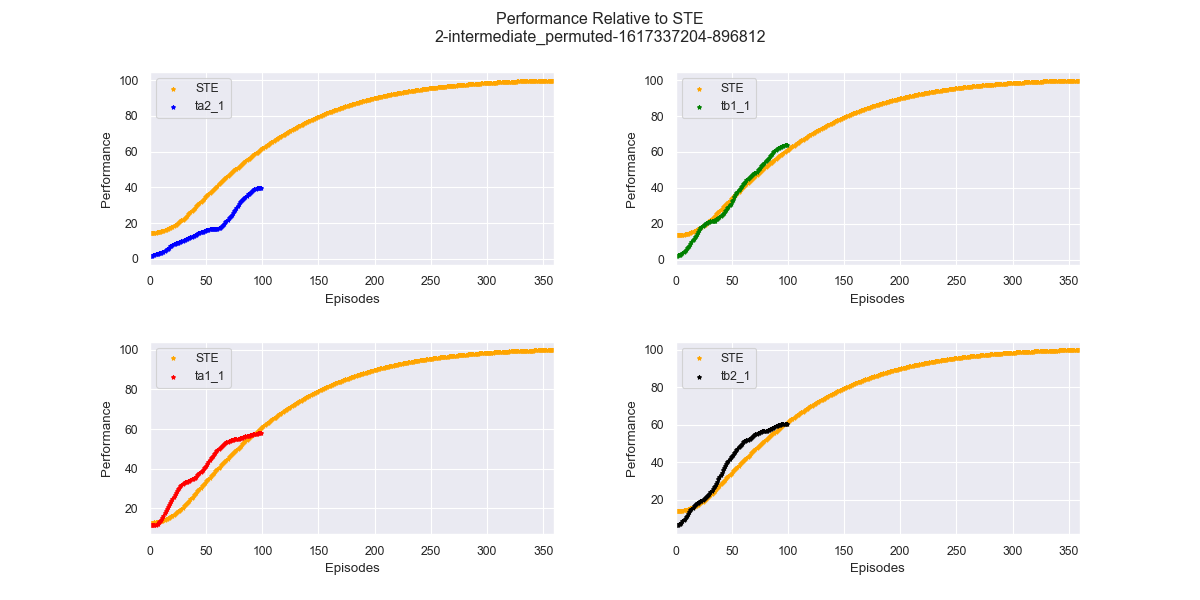 Performance Relative to STE
2-intermediate_permuted-1617337204-896812
100
80
60
40
20
0
Performance
STE
ta2_1
0 50 100 150 200 250 300 350
Episodes
100
80
60
40
20
0
Performance
STE
tb1_1
0 50 100 150 200 250 300 350
Episodes
100
80
60
40
20
Performance
STE
ta1_1
0 50 100 150 200 250 300 350
Episodes
100
80
60
40
20
Performance
STE
tb2_1
0 50 100 150 200 250 300 350
Episodes